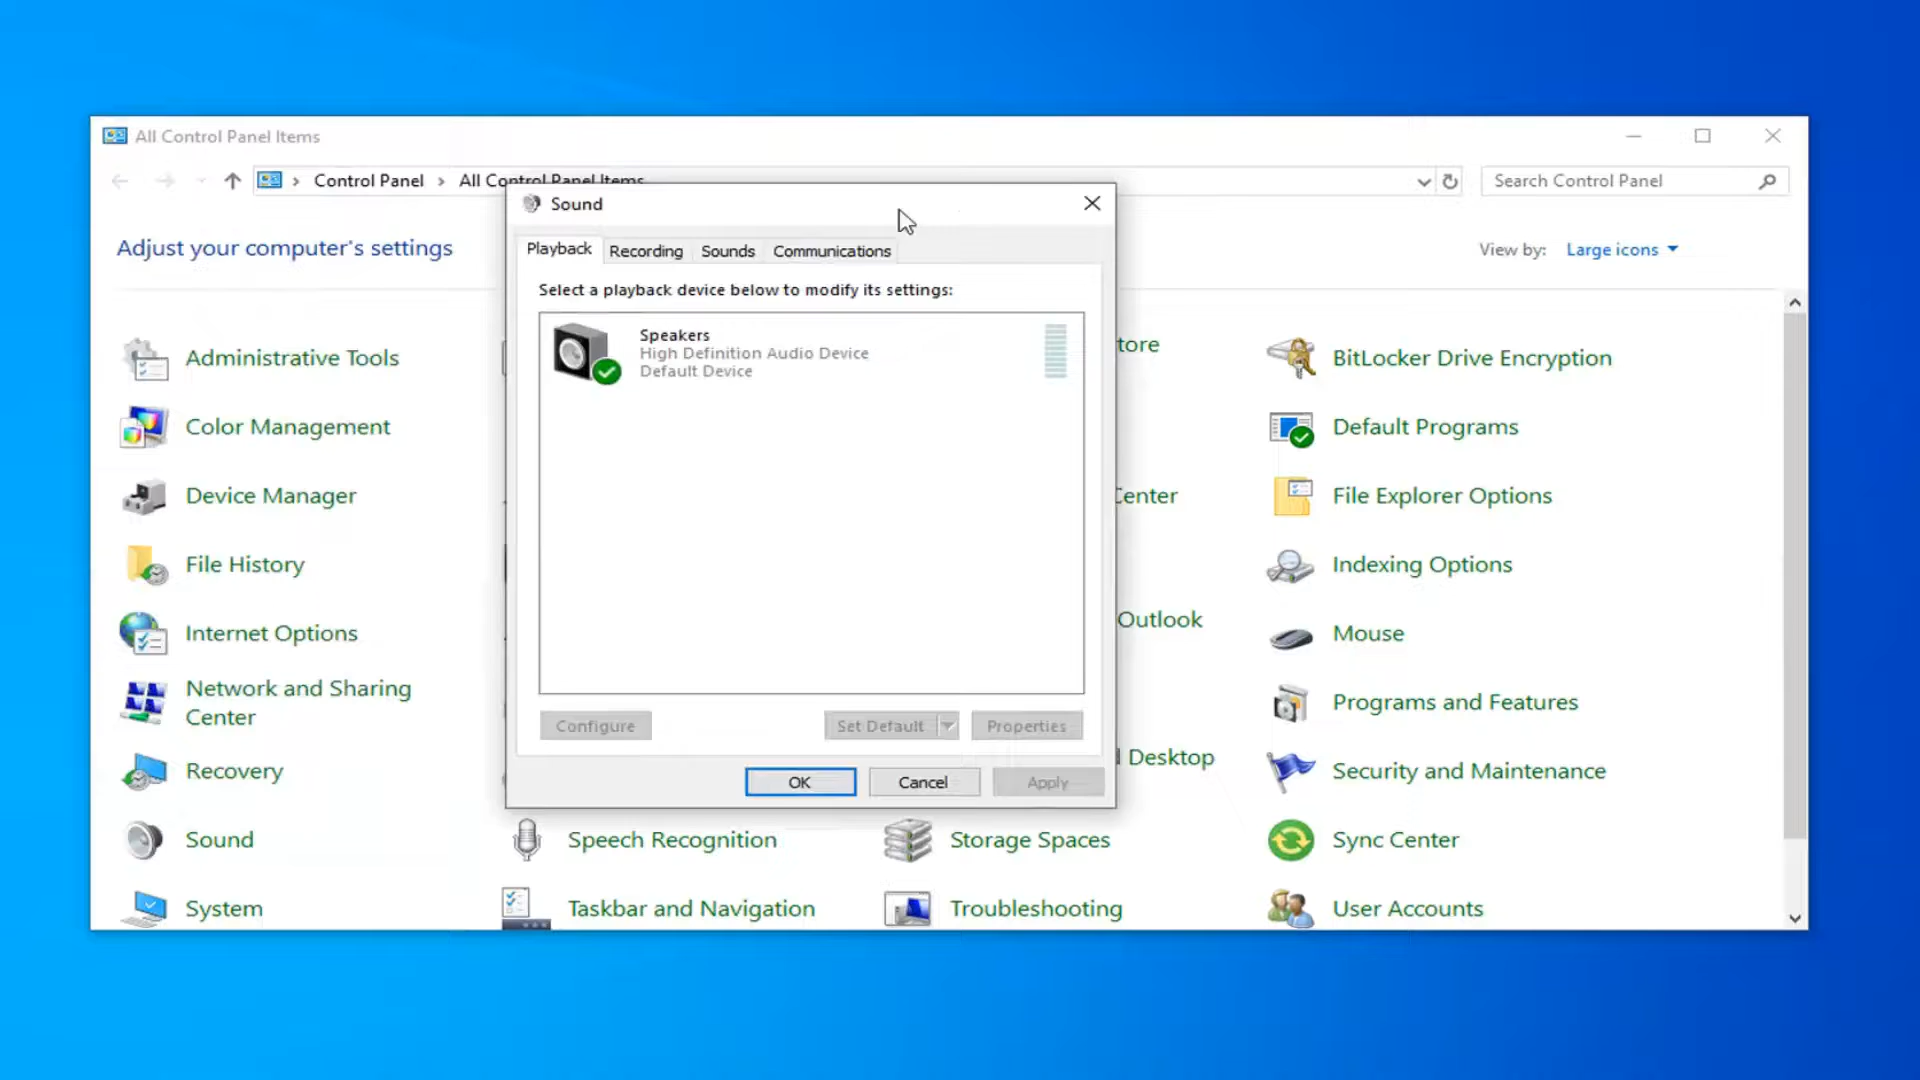 All Control Panel Items
Control Panel
All Control Panel Items
Search Control Panel
Sound
Adjust your computer's settings
View by:
Large icons
Playback
Recording
Sounds
Communications
Select a playback device below to modify its settings:
Speakers
High Definition Audio Device
Default Device
Configure
Set Default
Properties
OK
Cancel
Apply
Administrative Tools
tore
BitLocker Drive Encryption
Color Management
Default Programs
Device Manager
Center
File Explorer Options
File History
Indexing Options
Internet Options
Outlook
Mouse
Network and Sharing
Center
Programs and Features
Recovery
Desktop
Security and Maintenance
Sound
Speech Recognition
Storage Spaces
Sync Center
System
Taskbar and Navigation
Troubleshooting
User Accounts